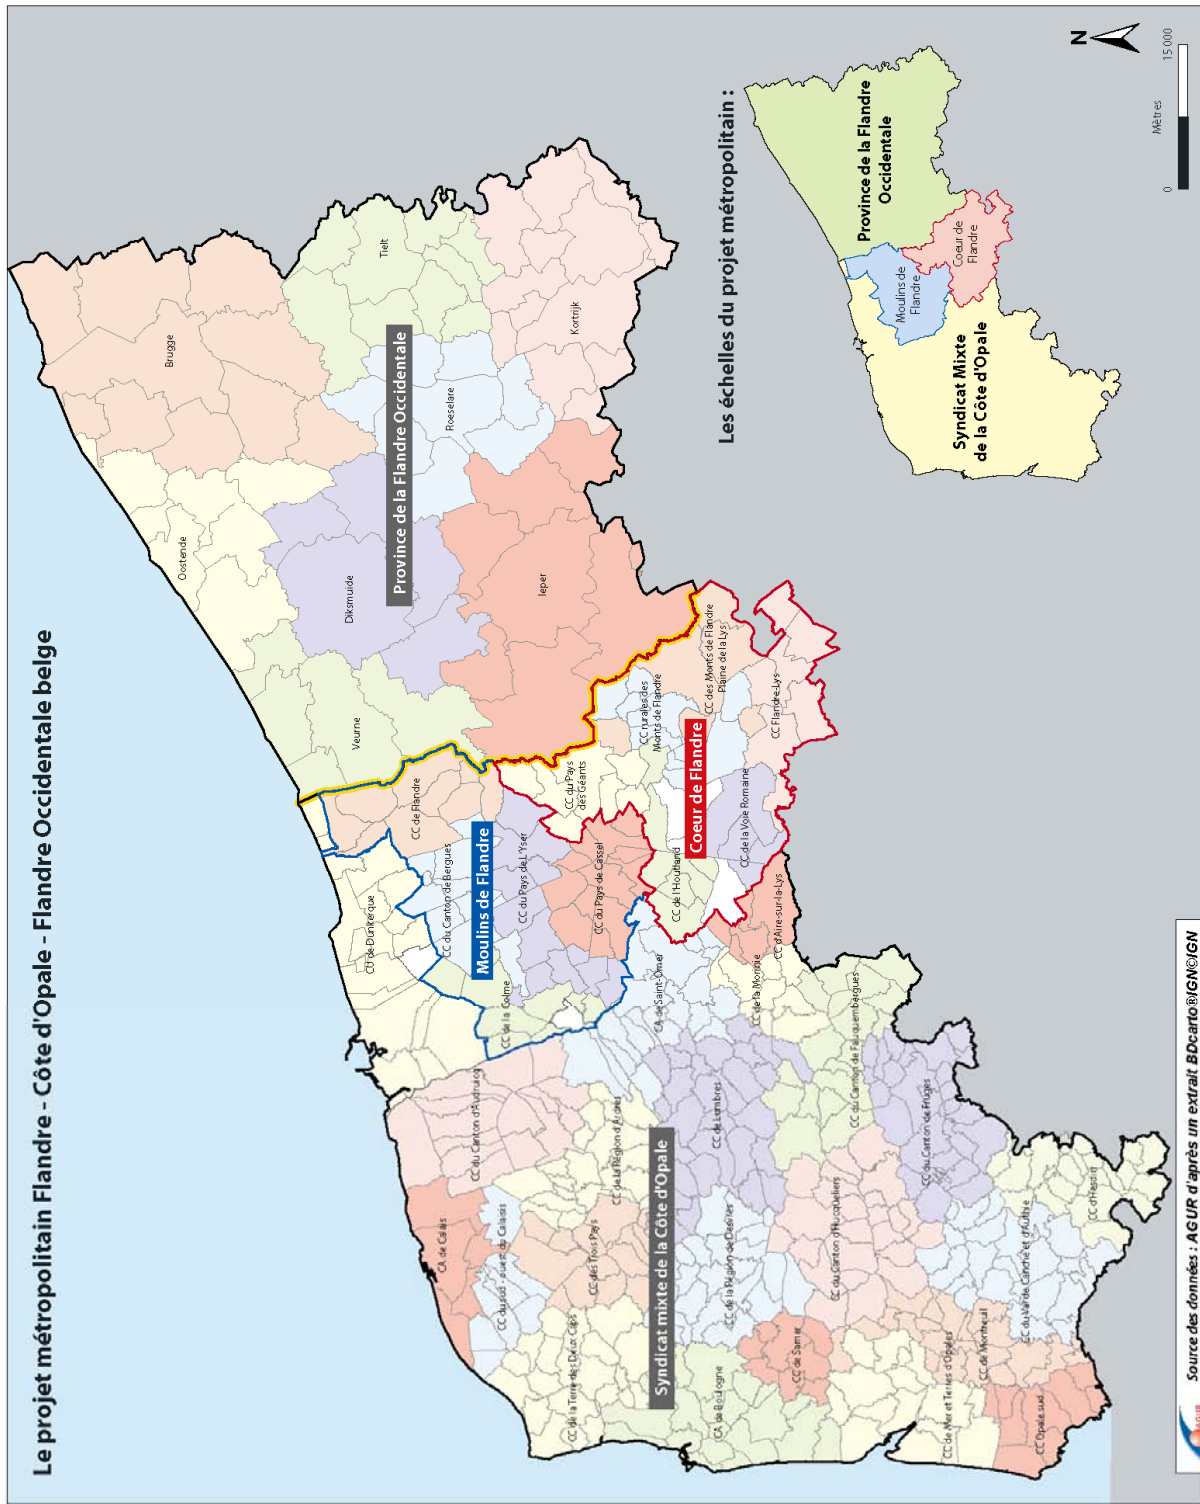 Le projet métropolitain Flandre - Côte d'Opale - Flandre Occidentale belge
Brugge
Oostende
Tielt
Province de la Flandre Occidentale
Roeselare
Diksmuide
Kortrijk
Veurne
Ieper
CC de Flandre
CU de Dunkerque
CC du Canton de Bergues
Moulins de Flandre
CC du Pays de L'Yser
CC de la Colme
CC du Pays
des Géants
CC du Pays de Cassel
CC rurales des
Monts de Flandre
CC des Monts de Flandre
Plaine de la Lys
Coeur de Flandre
CC Flandre-Lys
CC de l'Houtland
CC de la Voie Romaine
CA de Saint-Omer
CC d'Aire-sur-la-Lys
CC de la Morinie
CC du Canton de Fauquembergues
CC du Canton d'Audruicq
CA de Calais
CC du sud - ouest du Calaisis
CC des Trois Pays
CC de la Région d'Ardres
CC de la Terre des Deux Caps
Syndicat mixte de la Côte d'Opale
CC de Lumbres
CC de la Région de Desvres
CA de Boulogne
CC de Samer
CC du Canton d'Hucqueliers
CC du Canton de Fruges
CC de Mer et Terres d'Opales
CC de Montreuil
CC du Val de Canche et d'Authie
CC d'Hesdin
CC Opale sud
Les échelles du projet métropolitain :
Province de la Flandre
Occidentale
Moulins de
Flandre
Coeur de
Flandre
Syndicat Mixte
de la Côte d'Opale
N
Mètres
0 15 000
AGUR
Source des données : AGUR d'après un extrait BDcarto®IGN©IGN